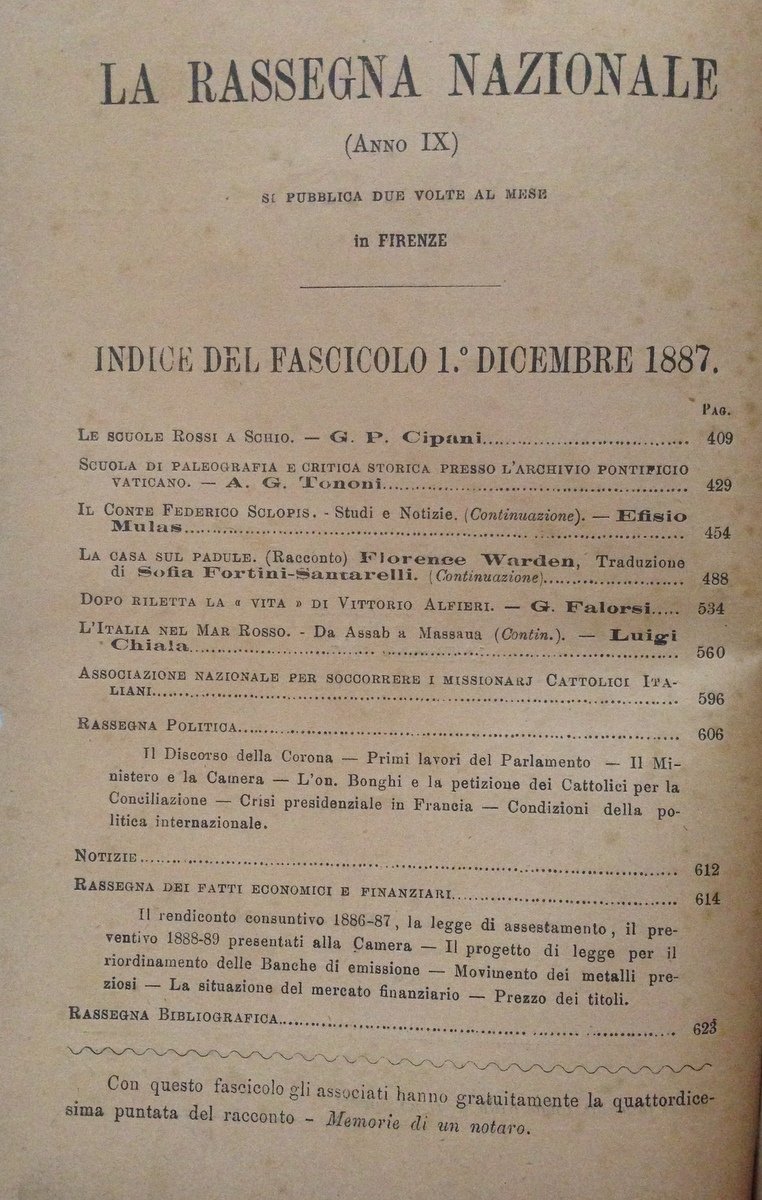 LA RASSEGNA NAZIONALE
(ANNO IX)
SI PUBBLICA DUE VOLTE AL MESE
in FIRENZE
INDICE DEL FASCICOLO 1.º DICEMBRE 1887.
PAG.
LE SCUOLE ROSSI A SCHIO. — G. P. Cipani.......... 409
SCUOLA DI PALEOGRAFIA E CRITICA STORICA PRESSO L'ARCHIVIO PONTIFICIO
VATICANO. — A. G. Tononi.......... 429
IL CONTE FEDERICO SCLOPIS. - Studi e Notizie. (Continuazione). — Efisio
Mulas.......... 454
LA CASA SUL PADULE. (Racconto) Florence Warden, Traduzione
di Sofia Fortini-Santarelli. (Continuazione).......... 488
DOPO RILETTA LA « VITA » DI VITTORIO ALFIERI. — G. Falorsi..... 534
L'ITALIA NEL MAR ROSSO. - Da Assab a Massaua (Contin.). — Luigi
Chiala.......... 560
ASSOCIAZIONE NAZIONALE PER SOCCORRERE I MISSIONARJ CATTOLICI ITA-
LIANI.......... 596
RASSEGNA POLITICA.......... 606
Il Discorso della Corona — Primi lavori del Parlamento — Il Mi-
nistero e la Camera — L'on. Bonghi e la petizione dei Cattolici per la
Conciliazione — Crisi presidenziale in Francia — Condizioni della po-
litica internazionale.
NOTIZIE.......... 612
RASSEGNA DEI FATTI ECONOMICI E FINANZIARI.......... 614
Il rendiconto consuntivo 1886-87, la legge di assestamento, il pre-
ventivo 1888-89 presentati alla Camera — Il progetto di legge per il
riordinamento delle Banche di emissione — Movimento dei metalli pre-
ziosi — La situazione del mercato finanziario — Prezzo dei titoli.
RASSEGNA BIBLIOGRAFICA.......... 623
Con questo fascicolo gli associati hanno gratuitamente la quattordice-
sima puntata del racconto - Memorie di un notaro.